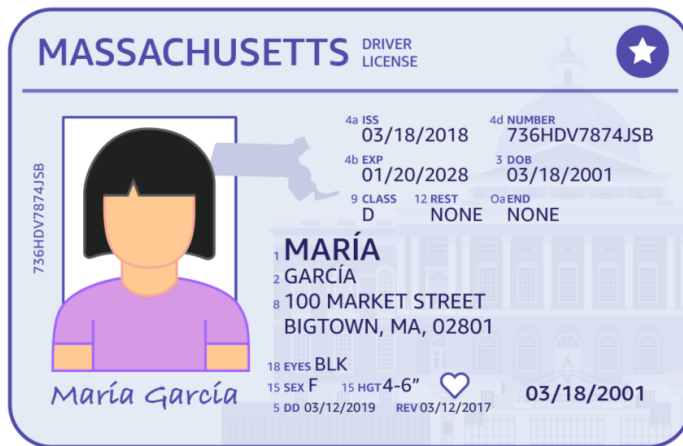 MASSACHUSETTS DRIVER LICENSE
4a ISS 4d NUMBER
03/18/2018 736HDV7874JSB
4b EXP 3 DOB
01/20/2028 03/18/2001
9 CLASS 12 REST 0a END
D NONE NONE
736HDV7874JSB
1 MARÍA
2 GARCÍA
8 100 MARKET STREET
BIGTOWN, MA, 02801
18 EYES BLK
15 SEX F 15 HGT 4-6"
María García
03/18/2001
5 DD 03/12/2019 REV 03/12/2017